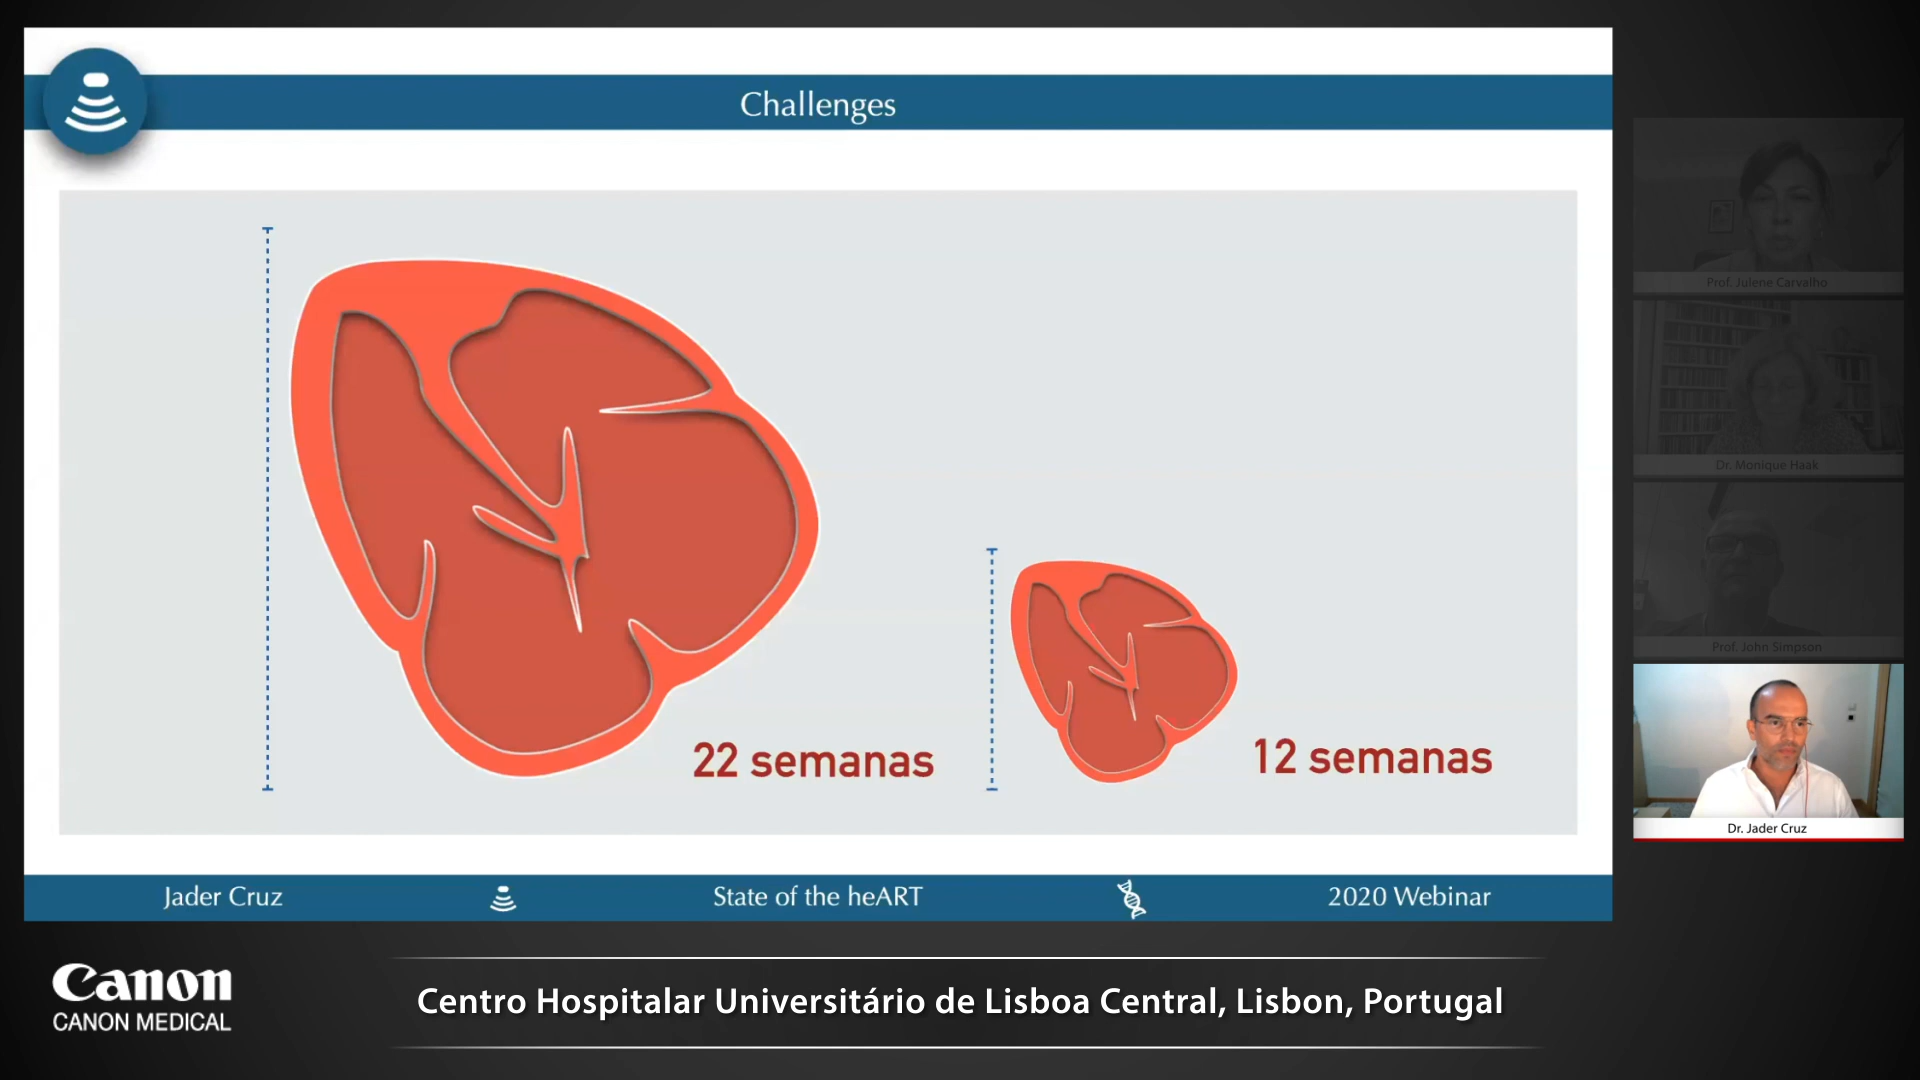 Challenges
22 semanas
12 semanas
Jader Cruz
State of the heART
2020 Webinar
Prof. Julene Carvalho
Dr. Monique Haak
Prof. John Simpson
Dr. Jader Cruz
Canon
CANON MEDICAL
Centro Hospitalar Universitário de Lisboa Central, Lisbon, Portugal